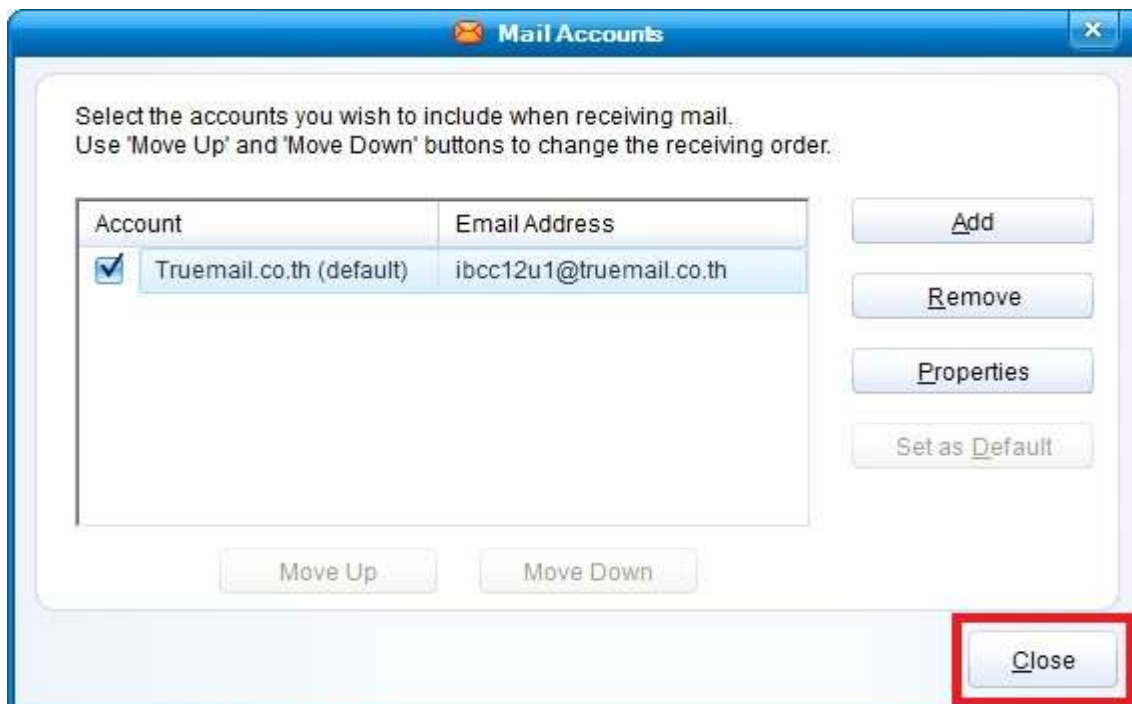 Mail Accounts
Select the accounts you wish to include when receiving mail.
Use 'Move Up' and 'Move Down' buttons to change the receiving order.
Account Email Address
Truemail.co.th (default) ibcc12u1@truemail.co.th
Add
Remove
Properties
Set as Default
Move Up Move Down
Close